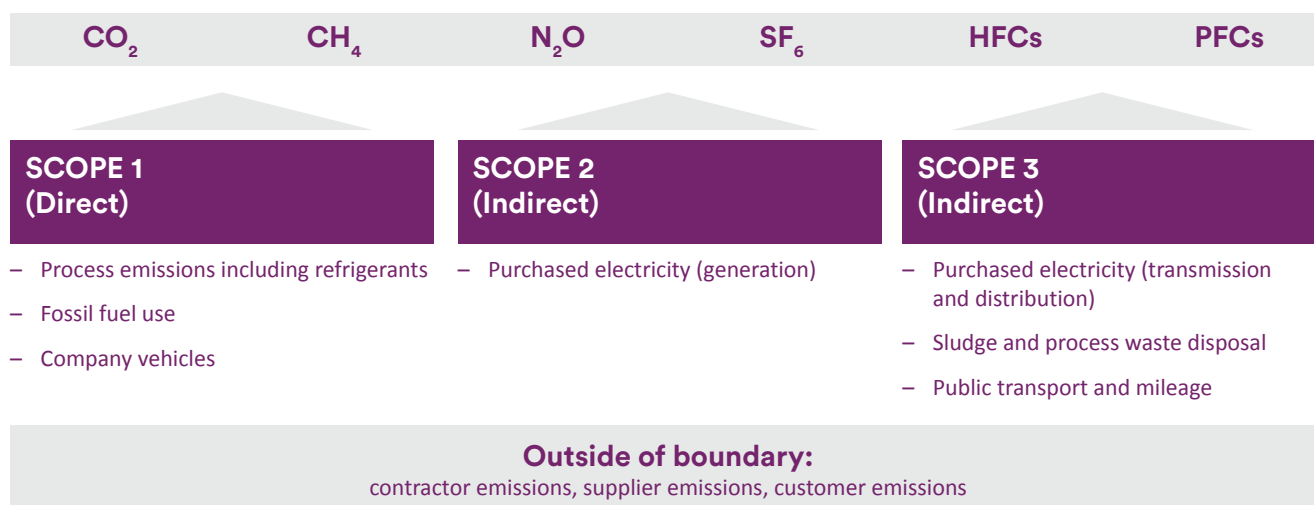 CO₂ CH₄ N₂O SF₆ HFCs PFCs
SCOPE 1
(Direct)
– Process emissions including refrigerants
– Fossil fuel use
– Company vehicles
SCOPE 2
(Indirect)
– Purchased electricity (generation)
SCOPE 3
(Indirect)
– Purchased electricity (transmission
and distribution)
– Sludge and process waste disposal
– Public transport and mileage
Outside of boundary:
contractor emissions, supplier emissions, customer emissions